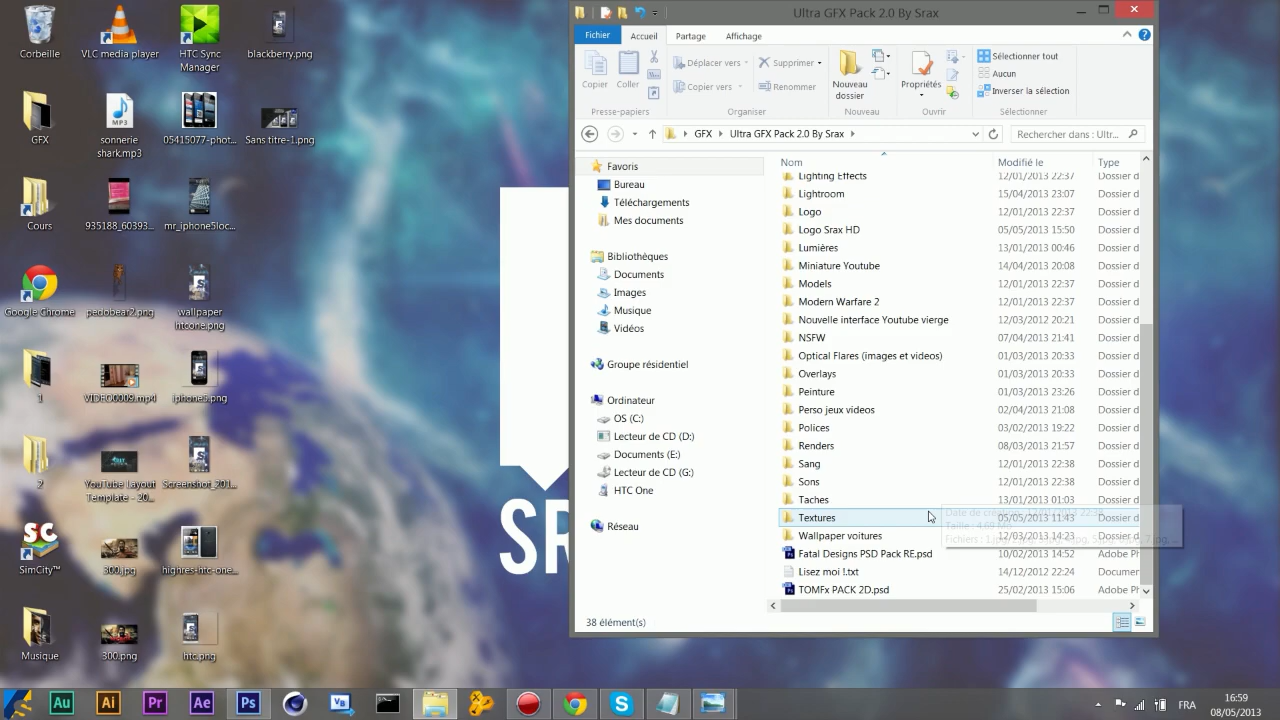 Corbeille
VLC media player
HTC Sync
Manager
blackberry.png
GFX
MP3
sonnerie
shark.mp3
05415077-phot...
Sans titre-1.png
Cours
935188_60393...
mr_iphone5loc...
Google Chrome
pedobear2.png
wallpaper
htcone.png
1
VIDEO0009.mp4
iphone5.png
2
YouTube Layout
Template - 20...
Screenshot_201...
SC
SimCity™
300.jpg
highres-htc-one...
Musique
300.png
htc.png
SR
Ultra GFX Pack 2.0 By Srax
Fichier
Accueil
Partage
Affichage
Copier
Coller
Presse-papiers
Déplacer vers
Copier vers
Supprimer
Renommer
Organiser
Nouveau
dossier
Nouveau
Propriétés
Ouvrir
Sélectionner tout
Aucun
Inverser la sélection
Sélectionner
GFX
Ultra GFX Pack 2.0 By Srax
Rechercher dans : Ultr...
Favoris
Bureau
Téléchargements
Mes documents
Bibliothèques
Documents
Images
Musique
Vidéos
Groupe résidentiel
Ordinateur
OS (C:)
Lecteur de CD (D:)
Documents (E:)
Lecteur de CD (G:)
HTC One
Réseau
Nom Modifié le Type
Lighting Effects 12/01/2013 22:37 Dossier d
Lightroom 15/04/2013 23:07 Dossier d
Logo 12/01/2013 22:37 Dossier d
Logo Srax HD 05/05/2013 15:50 Dossier d
Lumières 13/01/2013 00:46 Dossier d
Miniature Youtube 14/04/2013 20:08 Dossier d
Models 12/01/2013 22:37 Dossier d
Modern Warfare 2 12/01/2013 22:37 Dossier d
Nouvelle interface Youtube vierge 12/03/2012 20:21 Dossier d
NSFW 07/04/2013 21:41 Dossier d
Optical Flares (images et videos) 01/03/2013 20:33 Dossier d
Overlays 01/03/2013 20:33 Dossier d
Peinture 01/03/2013 23:26 Dossier d
Perso jeux videos 02/04/2013 21:08 Dossier d
Polices 03/02/2013 19:22 Dossier d
Renders 08/03/2013 21:57 Dossier d
Sang 12/01/2013 22:38 Dossier d
Sons 12/01/2013 22:38 Dossier d
Taches 13/01/2013 01:03 Dossier d
Textures 05/05/2013 11:43 Dossier d
Wallpaper voitures 12/03/2013 14:23 Dossier d
Fatal Designs PSD Pack RE.psd 10/02/2013 14:52 Adobe Ph
Lisez moi !.txt 14/12/2012 22:24 Documer
TOMFx PACK 2D.psd 25/02/2013 15:06 Adobe Ph
38 élément(s)
Au
Ai
Pr
Ae
Ps
VB
FRA
16:59
08/05/2013